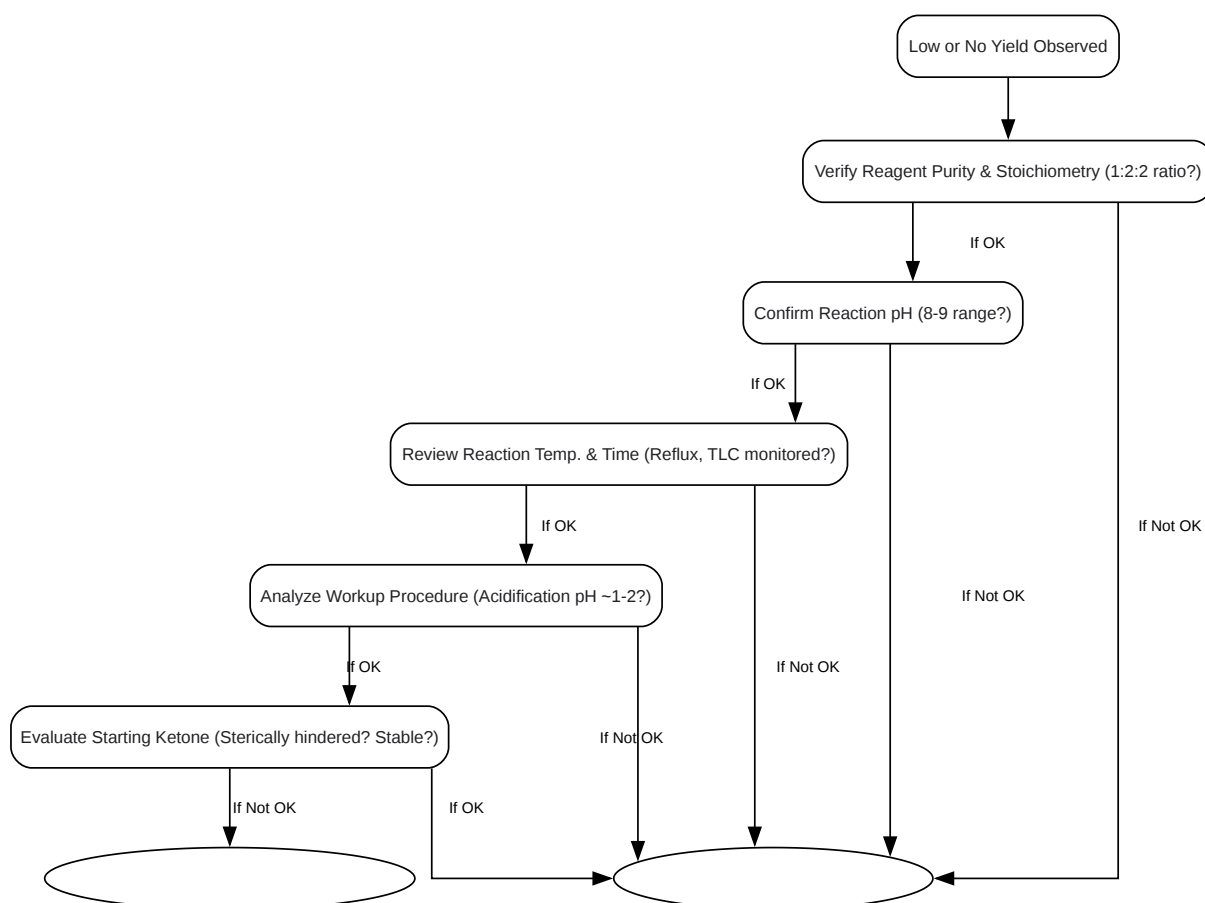 Low or No Yield Observed
Verify Reagent Purity & Stoichiometry (1:2:2 ratio?)
If OK
Confirm Reaction pH (8-9 range?)
If OK
Review Reaction Temp. & Time (Reflux, TLC monitored?)
If OK
If Not OK
Analyze Workup Procedure (Acidification pH ~1-2?)
If Not OK
If OK
If Not OK
Evaluate Starting Ketone (Sterically hindered? Stable?)
If Not OK
If Not OK
If OK